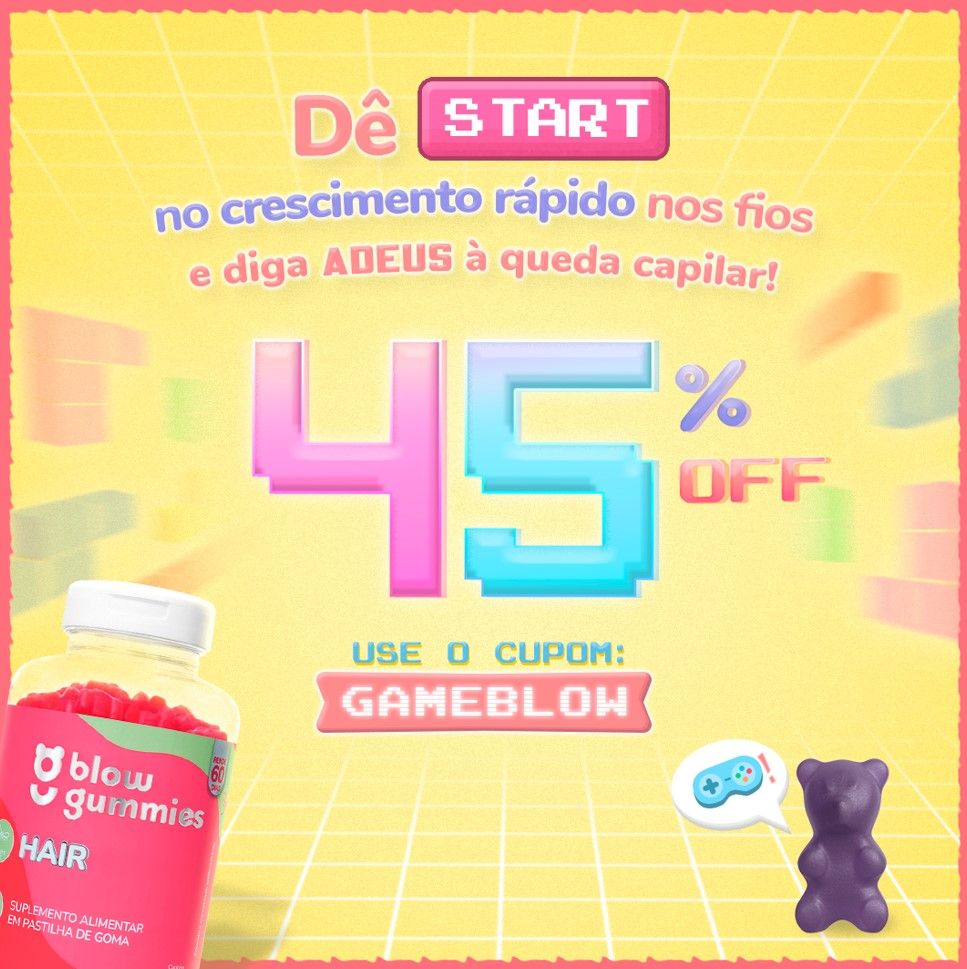 Dê START
no crescimento rápido nos fios
e diga ADEUS à queda capilar!
45% OFF
USE O CUPOM:
GAMEBLOW
blow
gummies
60
HAIR
SUPLEMENTO ALIMENTAR
EM PASTILHA DE GOMA